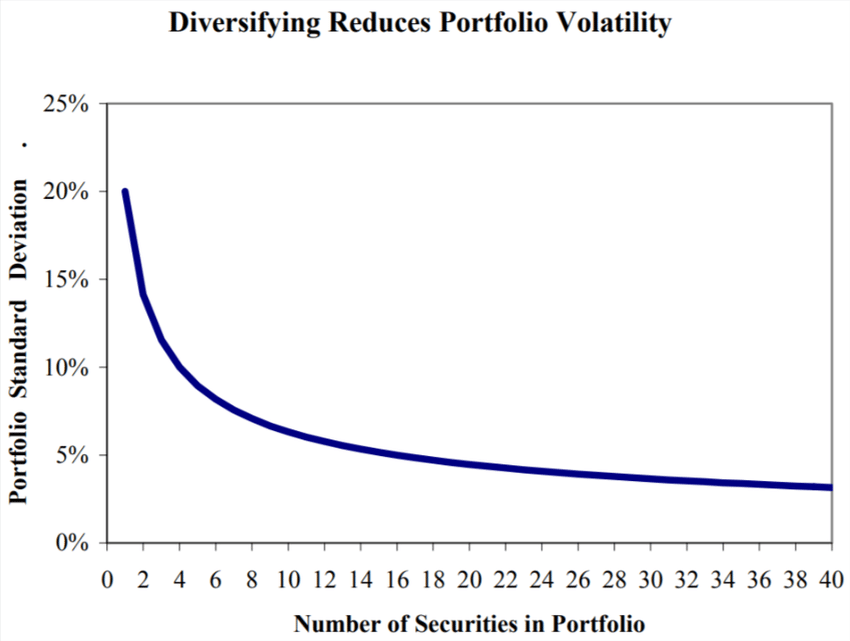 Diversifying Reduces Portfolio Volatility
25%
20%
15%
10%
5%
0%
Portfolio Standard Deviation .
0 2 4 6 8 10 12 14 16 18 20 22 24 26 28 30 32 34 36 38 40
Number of Securities in Portfolio